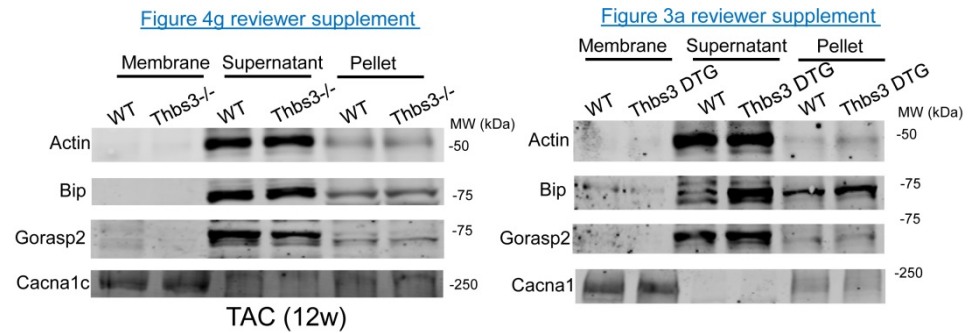 Figure 4g reviewer supplement
Membrane Supernatant Pellet
WT Thbs3-/- WT Thbs3-/- WT Thbs3-/-
MW (kDa)
Actin -50
Bip -75
Gorasp2 -75
Cacna1c -250
TAC (12w)
Figure 3a reviewer supplement
Membrane Supernatant Pellet
WT Thbs3 DTG WT Thbs3 DTG WT Thbs3 DTG
MW (kDa)
Actin -50
Bip -75
-75
Gorasp2
Cacna1 -250